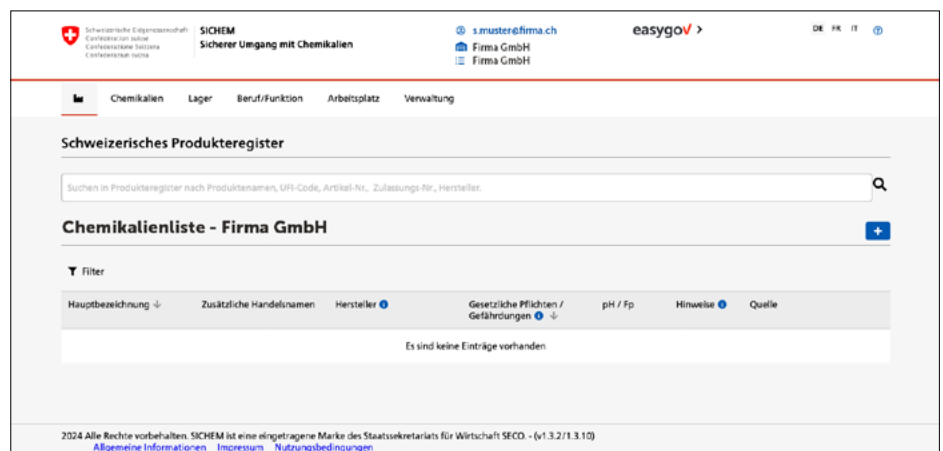 Schweizerische Eidgenossenschaft
Confédération suisse
Confederazione Svizzera
Confederaziun svizra
SICHEM
Sicherer Umgang mit Chemikalien
s.muster@firma.ch
Firma GmbH
Firma GmbH
easygov >
DE FR IT
Chemikalien Lager Beruf/Funktion Arbeitsplatz Verwaltung
Schweizerisches Produkteregister
Suchen in Produkteregister nach Produktenamen, UFI-Code, Artikel-Nr., Zulassungs-Nr., Hersteller.
Chemikalienliste - Firma GmbH
+
Filter
Hauptbezeichnung ↓ Zusätzliche Handelsnamen Hersteller Gesetzliche Pflichten / Gefährdungen ↓ pH / Fp Hinweise Quelle
Es sind keine Einträge vorhanden
2024 Alle Rechte vorbehalten. SICHEM ist eine eingetragene Marke des Staatssekretariats für Wirtschaft SECO. - (v1.3.2/1.3.10)
Allgemeine Informationen Impressum Nutzungsbedingungen